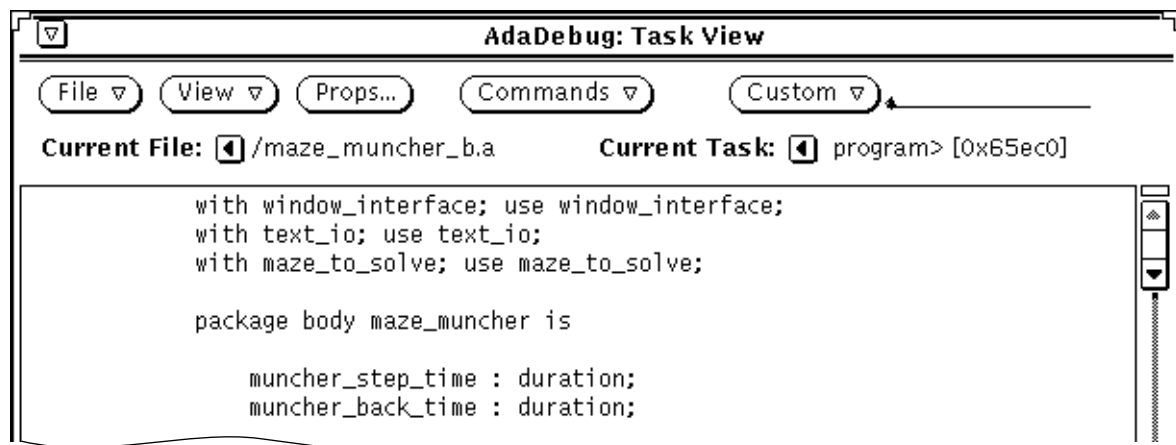 AdaDebug: Task View
File View Props... Commands Custom
Current File: /maze_muncher_b.a Current Task: program> [0x65ec0]
with window_interface; use window_interface;
with text_io; use text_io;
with maze_to_solve; use maze_to_solve;
package body maze_muncher is
muncher_step_time : duration;
muncher_back_time : duration;